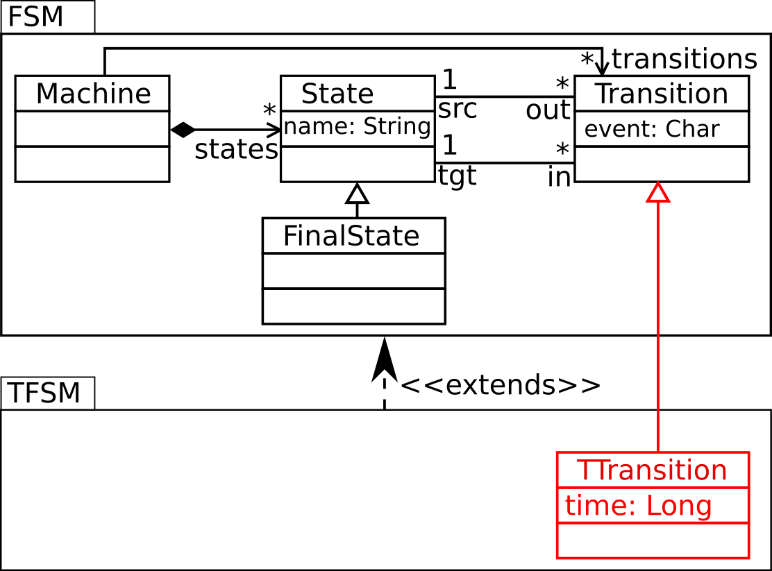 FSM
* transitions
Machine
State
1
*
Transition
*
name: String
src
out
event: Char
states
1
*
tgt
in
FinalState
TFSM
<<extends>>
TTransition
time: Long